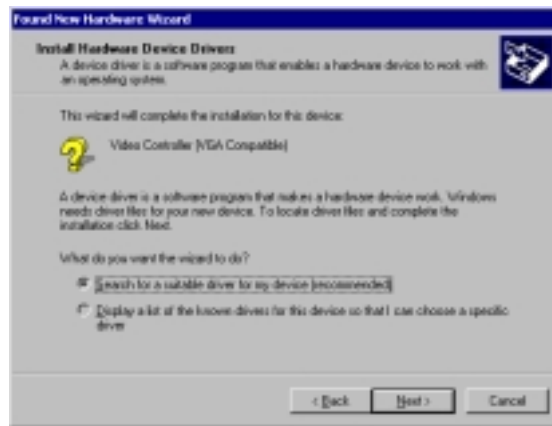 Found New Hardware Wizard
Install Hardware Device Drivers
A device driver is a software program that enables a hardware device to work with
an operating system.
This wizard will complete the installation for this device:
Video Controller (VGA Compatible)
A device driver is a software program that makes a hardware device work. Windows
needs driver files for your new device. To locate driver files and complete the
installation click Next.
What do you want the wizard to do?
Search for a suitable driver for my device (recommended)
Display a list of the known drivers for this device so that I can choose a specific
driver
< Back Next > Cancel